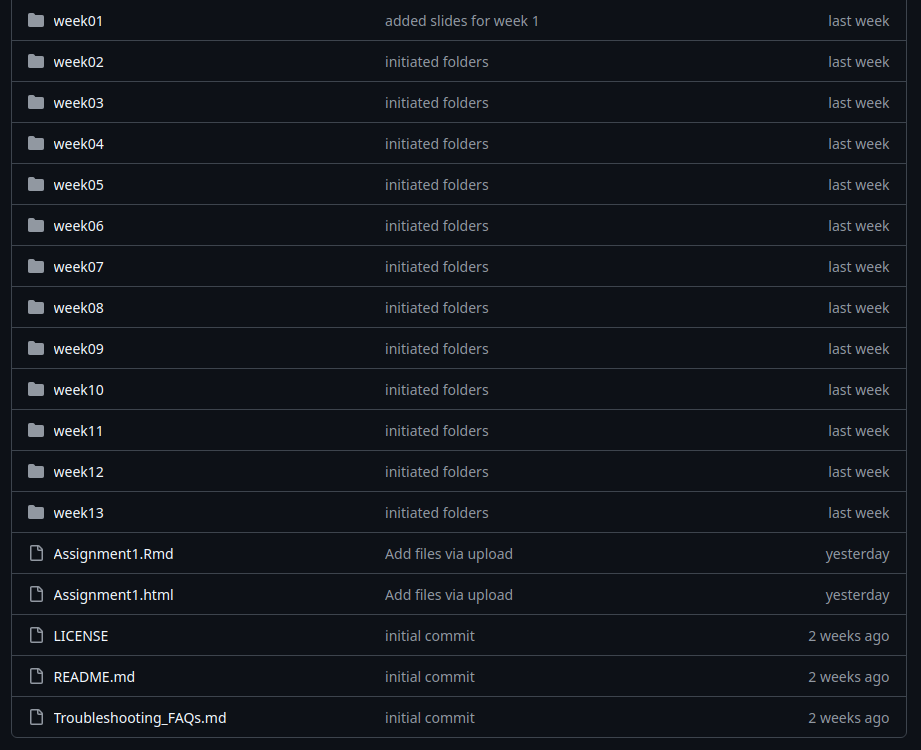 week01 added slides for week 1 last week
week02 initiated folders last week
week03 initiated folders last week
week04 initiated folders last week
week05 initiated folders last week
week06 initiated folders last week
week07 initiated folders last week
week08 initiated folders last week
week09 initiated folders last week
week10 initiated folders last week
week11 initiated folders last week
week12 initiated folders last week
week13 initiated folders last week
Assignment1.Rmd Add files via upload yesterday
Assignment1.html Add files via upload yesterday
LICENSE initial commit 2 weeks ago
README.md initial commit 2 weeks ago
Troubleshooting_FAQs.md initial commit 2 weeks ago